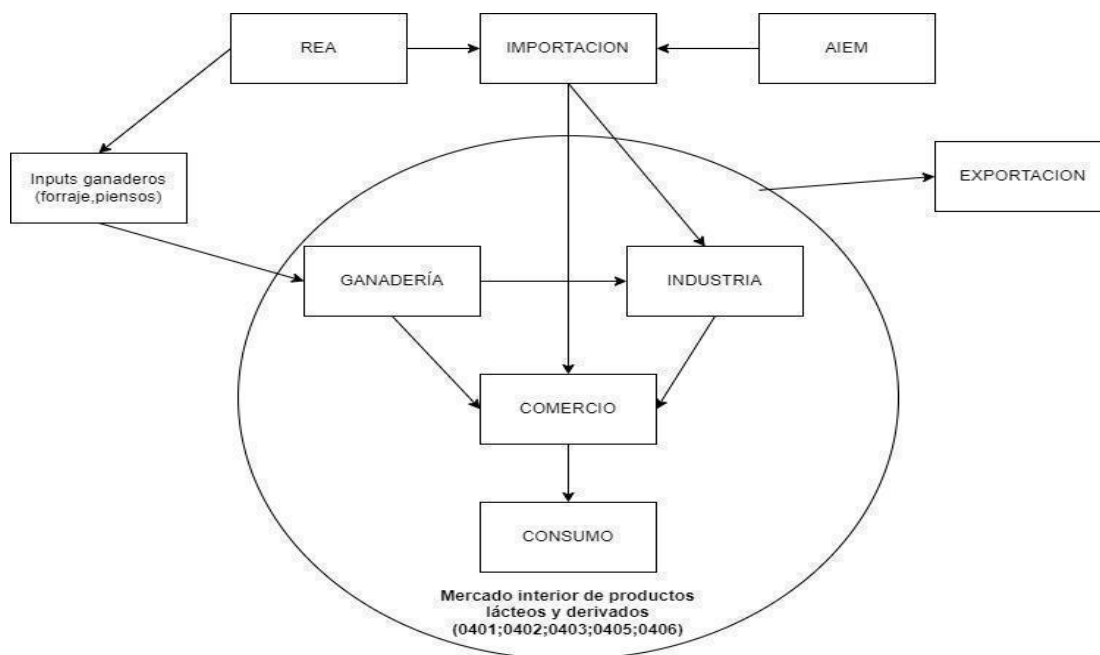 REA
IMPORTACION
AIEM
Inputs ganaderos
(forraje,piensos)
EXPORTACION
GANADERÍA
INDUSTRIA
COMERCIO
CONSUMO
Mercado interior de productos
lácteos y derivados
(0401;0402;0403;0405;0406)